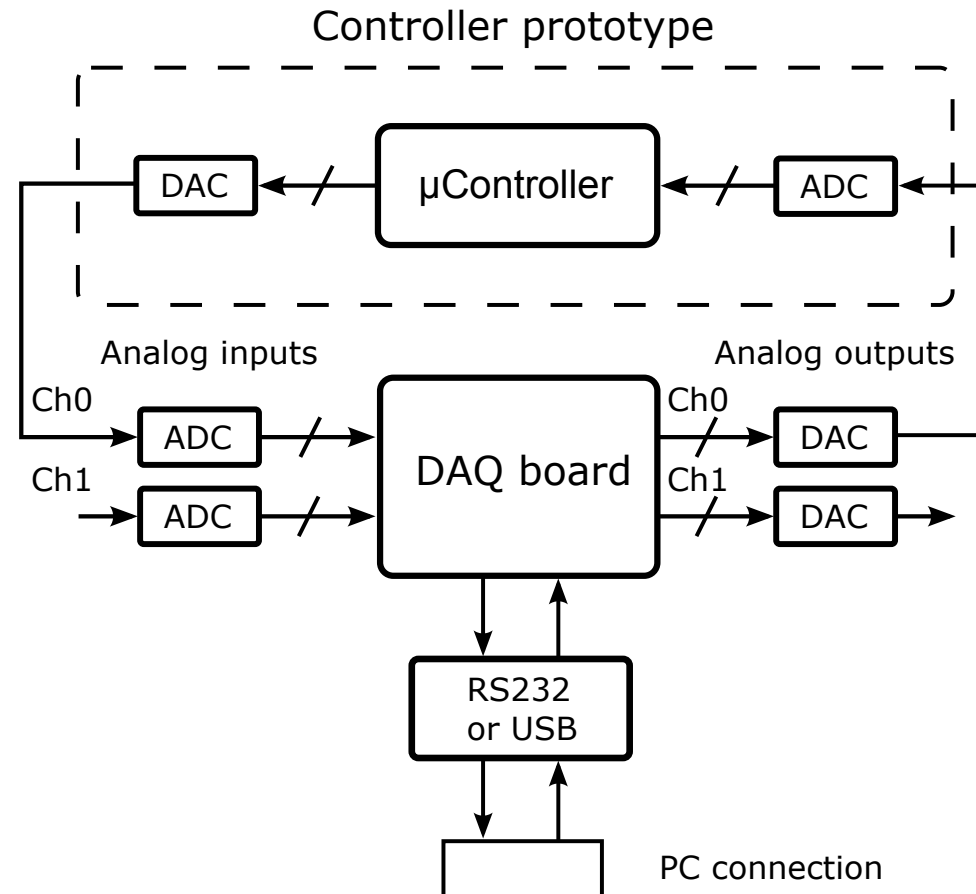 Controller prototype
DAC
µController
ADC
Analog inputs
Analog outputs
Ch0
ADC
Ch1
ADC
DAQ board
Ch0
DAC
Ch1
DAC
RS232
or USB
PC connection